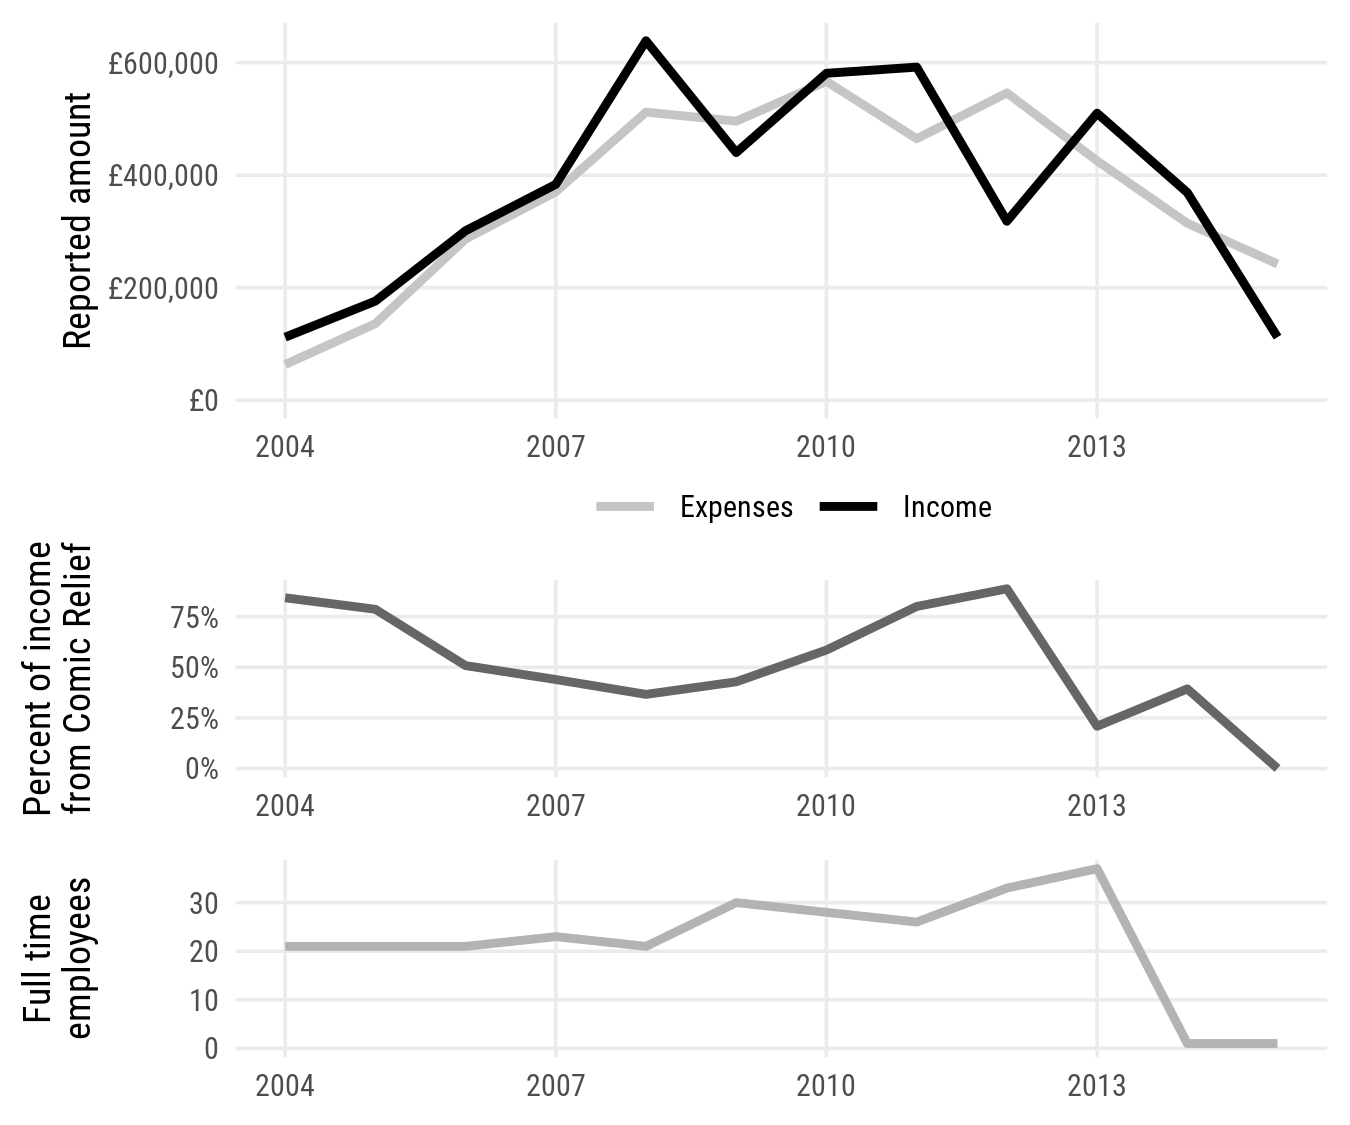 Reported amount
£600,000
£400,000
£200,000
£0
2004 2007 2010 2013
Expenses Income
Percent of income
from Comic Relief
75%
50%
25%
0%
2004 2007 2010 2013
Full time
employees
30
20
10
0
2004 2007 2010 2013